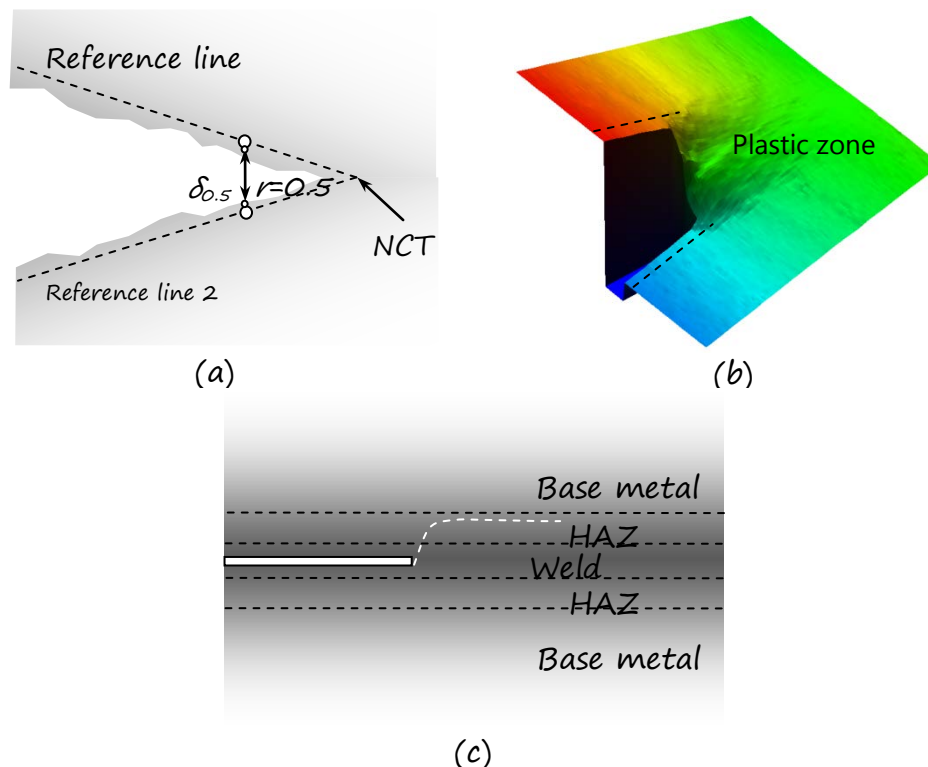 Reference line
δ0.5
r=0.5
NCT
Reference line 2
(a)
Plastic zone
(b)
Base metal
HAZ
Weld
HAZ
Base metal
(c)